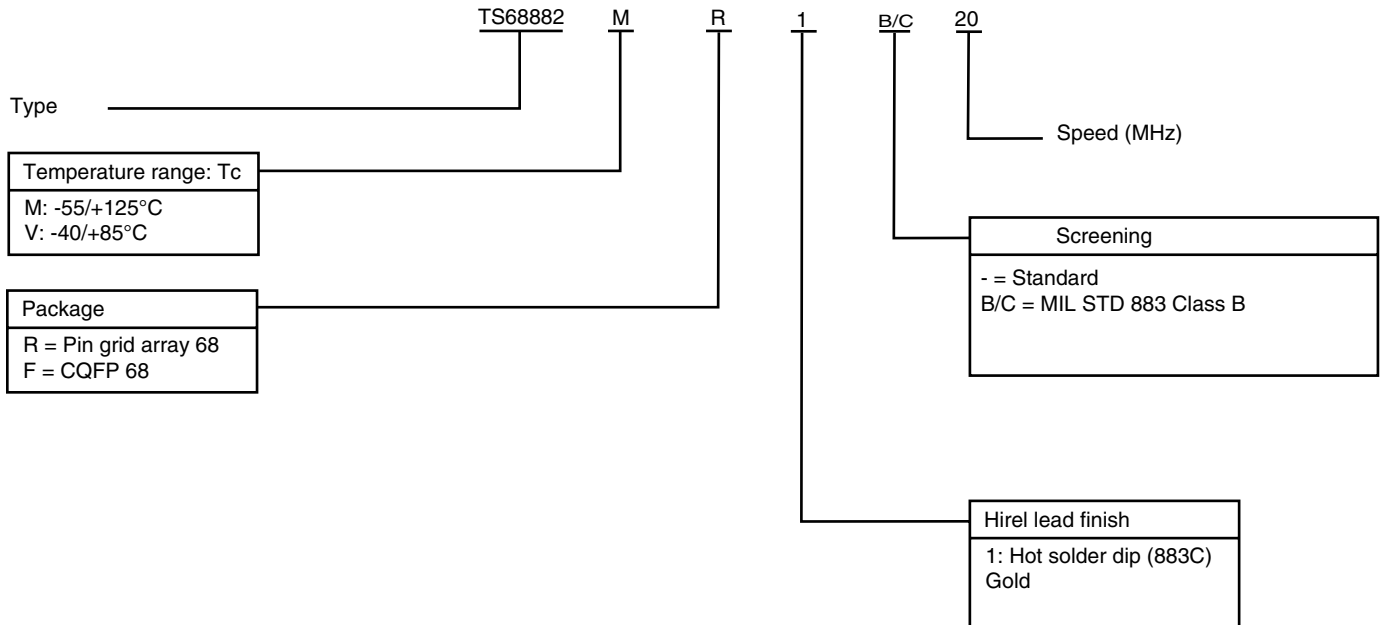 TS68882 M R 1 B/C 20
Type
Speed (MHz)
Temperature range: Tc
M: -55/+125°C
V: -40/+85°C
Screening
- = Standard
B/C = MIL STD 883 Class B
Package
R = Pin grid array 68
F = CQFP 68
Hirel lead finish
1: Hot solder dip (883C)
Gold